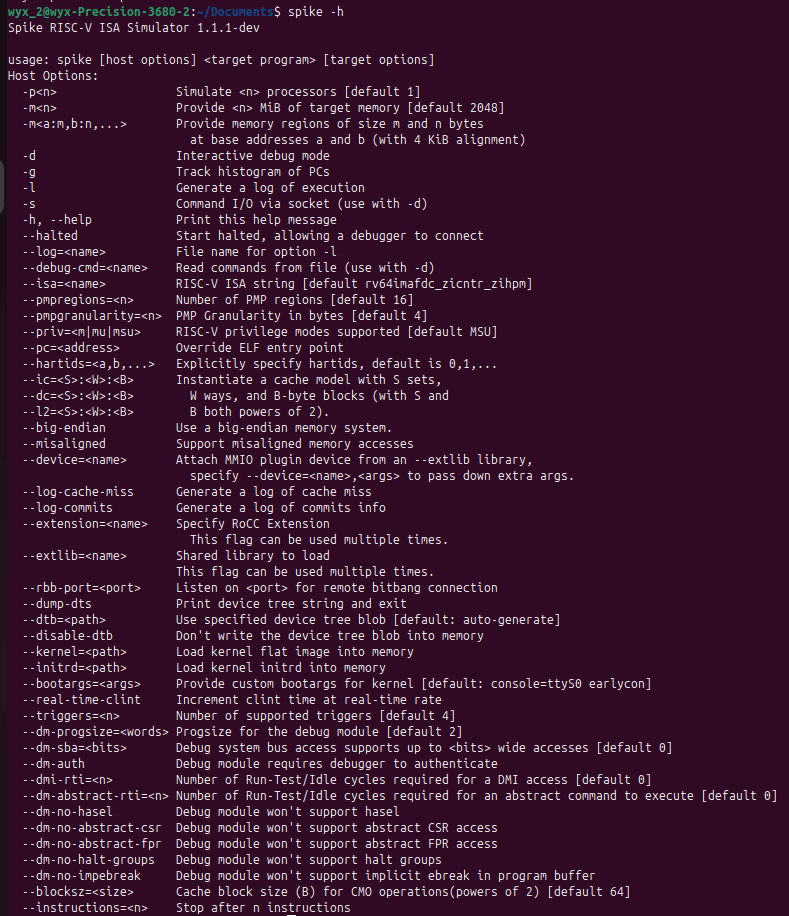 wyx_2@wyx-Precision-3680-2:~/Documents$ spike -h
Spike RISC-V ISA Simulator 1.1.1-dev

usage: spike [host options] <target program> [target options]
Host Options:
  -p<n>                 Simulate <n> processors [default 1]
  -m<n>                 Provide <n> MiB of target memory [default 2048]
  -m<a:m,b:n,...>       Provide memory regions of size m and n bytes
                          at base addresses a and b (with 4 KiB alignment)
  -d                    Interactive debug mode
  -g                    Track histogram of PCs
  -l                    Generate a log of execution
  -s                    Command I/O via socket (use with -d)
  -h, --help            Print this help message
  --halted              Start halted, allowing a debugger to connect
  --log=<name>          File name for option -l
  --debug-cmd=<name>    Read commands from file (use with -d)
  --isa=<name>          RISC-V ISA string [default rv64imafdc_zicntr_zihpm]
  --pmpregions=<n>      Number of PMP regions [default 16]
  --pmpgranularity=<n>  PMP Granularity in bytes [default 4]
  --priv=<m|mu|msu>     RISC-V privilege modes supported [default MSU]
  --pc=<address>        Override ELF entry point
  --hartids=<a,b,...>   Explicitly specify hartids, default is 0,1,...
  --ic=<S>:<W>:<B>      Instantiate a cache model with S sets,
  --dc=<S>:<W>:<B>        W ways, and B-byte blocks (with S and
  --l2=<S>:<W>:<B>        B both powers of 2).
  --big-endian          Use a big-endian memory system.
  --misaligned          Support misaligned memory accesses
  --device=<name>       Attach MMIO plugin device from an --extlib library,
                          specify --device=<name>,<args> to pass down extra args.
  --log-cache-miss      Generate a log of cache miss
  --log-commits         Generate a log of commits info
  --extension=<name>    Specify RoCC Extension
                          This flag can be used multiple times.
  --extlib=<name>       Shared library to load
                        This flag can be used multiple times.
  --rbb-port=<port>     Listen on <port> for remote bitbang connection
  --dump-dts            Print device tree string and exit
  --dtb=<path>          Use specified device tree blob [default: auto-generate]
  --disable-dtb         Don't write the device tree blob into memory
  --kernel=<path>       Load kernel flat image into memory
  --initrd=<path>       Load kernel initrd into memory
  --bootargs=<args>     Provide custom bootargs for kernel [default: console=ttyS0 earlycon]
  --real-time-clint     Increment clint time at real-time rate
  --triggers=<n>        Number of supported triggers [default 4]
  --dm-progsize=<words> Progsize for the debug module [default 2]
  --dm-sba=<bits>       Debug system bus access supports up to <bits> wide accesses [default 0]
  --dm-auth             Debug module requires debugger to authenticate
  --dmi-rti=<n>         Number of Run-Test/Idle cycles required for a DMI access [default 0]
  --dm-abstract-rti=<n> Number of Run-Test/Idle cycles required for an abstract command to execute [default 0]
  --dm-no-hasel         Debug module won't support hasel
  --dm-no-abstract-csr  Debug module won't support abstract CSR access
  --dm-no-abstract-fpr  Debug module won't support abstract FPR access
  --dm-no-halt-groups   Debug module won't support halt groups
  --dm-no-impebreak     Debug module won't support implicit ebreak in program buffer
  --blocksz=<size>      Cache block size (B) for CMO operations(powers of 2) [default 64]
  --instructions=<n>    Stop after n instructions